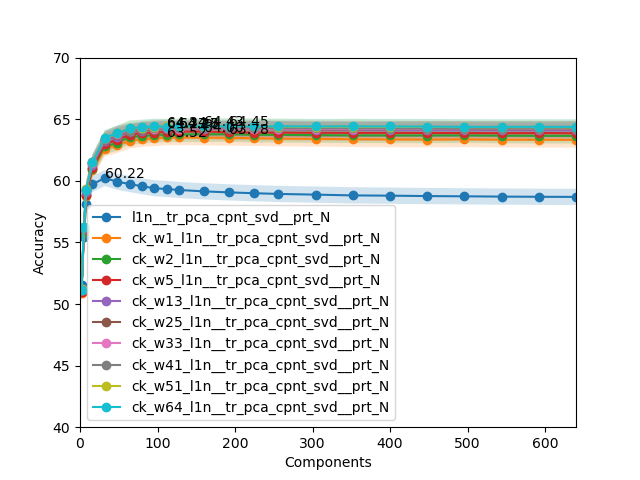 70
65
60
55
50
45
40
Accuracy
64.45
63.52
63.78
60.22
l1n__tr_pca_cpnt_svd__prt_N
ck_w1_l1n__tr_pca_cpnt_svd__prt_N
ck_w2_l1n__tr_pca_cpnt_svd__prt_N
ck_w5_l1n__tr_pca_cpnt_svd__prt_N
ck_w13_l1n__tr_pca_cpnt_svd__prt_N
ck_w25_l1n__tr_pca_cpnt_svd__prt_N
ck_w33_l1n__tr_pca_cpnt_svd__prt_N
ck_w41_l1n__tr_pca_cpnt_svd__prt_N
ck_w51_l1n__tr_pca_cpnt_svd__prt_N
ck_w64_l1n__tr_pca_cpnt_svd__prt_N
0 100 200 300 400 500 600
Components